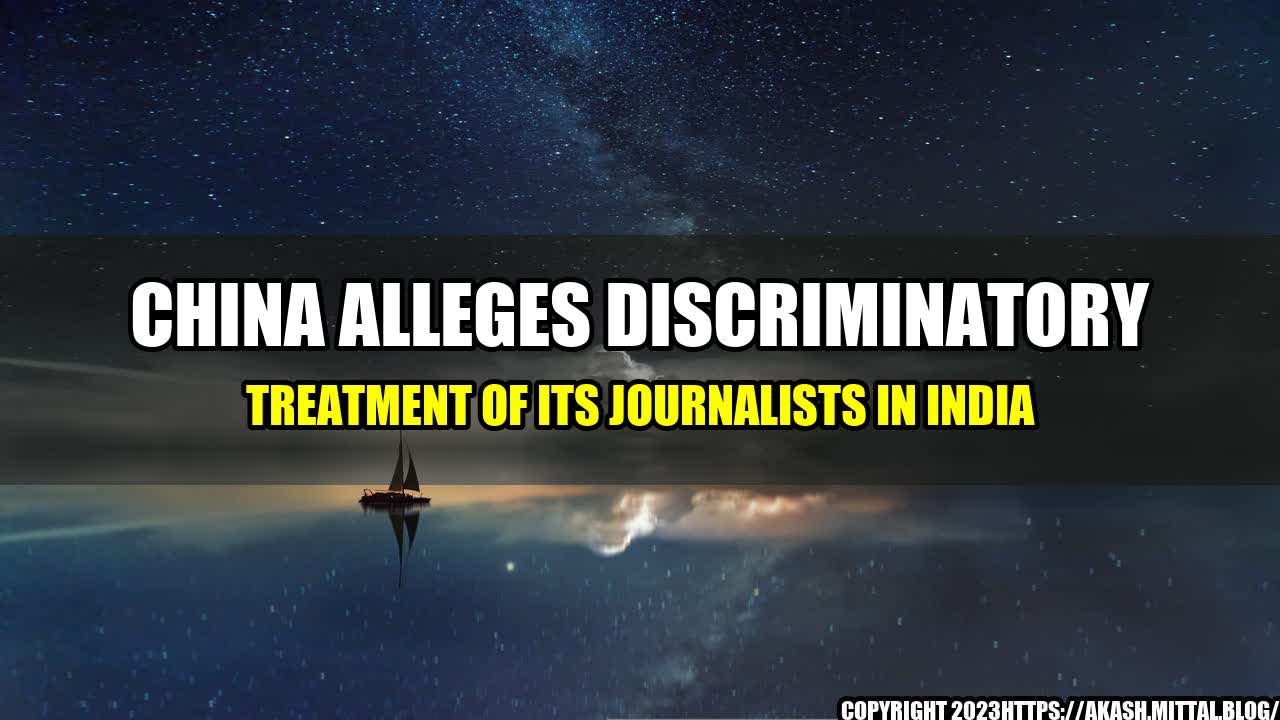 CHINA ALLEGES DISCRIMINATORY
TREATMENT OF ITS JOURNALISTS IN INDIA
COPYRIGHT 2023HTTPS://AKASH.MITTAL.BLOG/